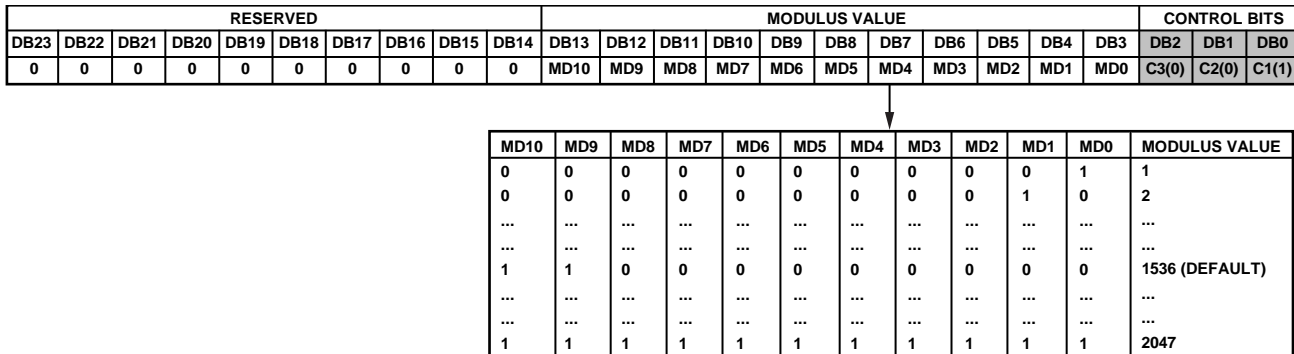 RESERVED MODULUS VALUE CONTROL BITS
DB23 DB22 DB21 DB20 DB19 DB18 DB17 DB16 DB15 DB14 DB13 DB12 DB11 DB10 DB9 DB8 DB7 DB6 DB5 DB4 DB3 DB2 DB1 DB0
0 0 0 0 0 0 0 0 0 0 MD10 MD9 MD8 MD7 MD6 MD5 MD4 MD3 MD2 MD1 MD0 C3(0) C2(0) C1(1)
MD10 MD9 MD8 MD7 MD6 MD5 MD4 MD3 MD2 MD1 MD0 MODULUS VALUE
0 0 0 0 0 0 0 0 0 0 1 1
0 0 0 0 0 0 0 0 0 1 0 2
... ... ... ... ... ... ... ... ... ... ... ...
... ... ... ... ... ... ... ... ... ... ... ...
1 1 0 0 0 0 0 0 0 0 0 1536 (DEFAULT)
... ... ... ... ... ... ... ... ... ... ... ...
... ... ... ... ... ... ... ... ... ... ... ...
1 1 1 1 1 1 1 1 1 1 1 2047